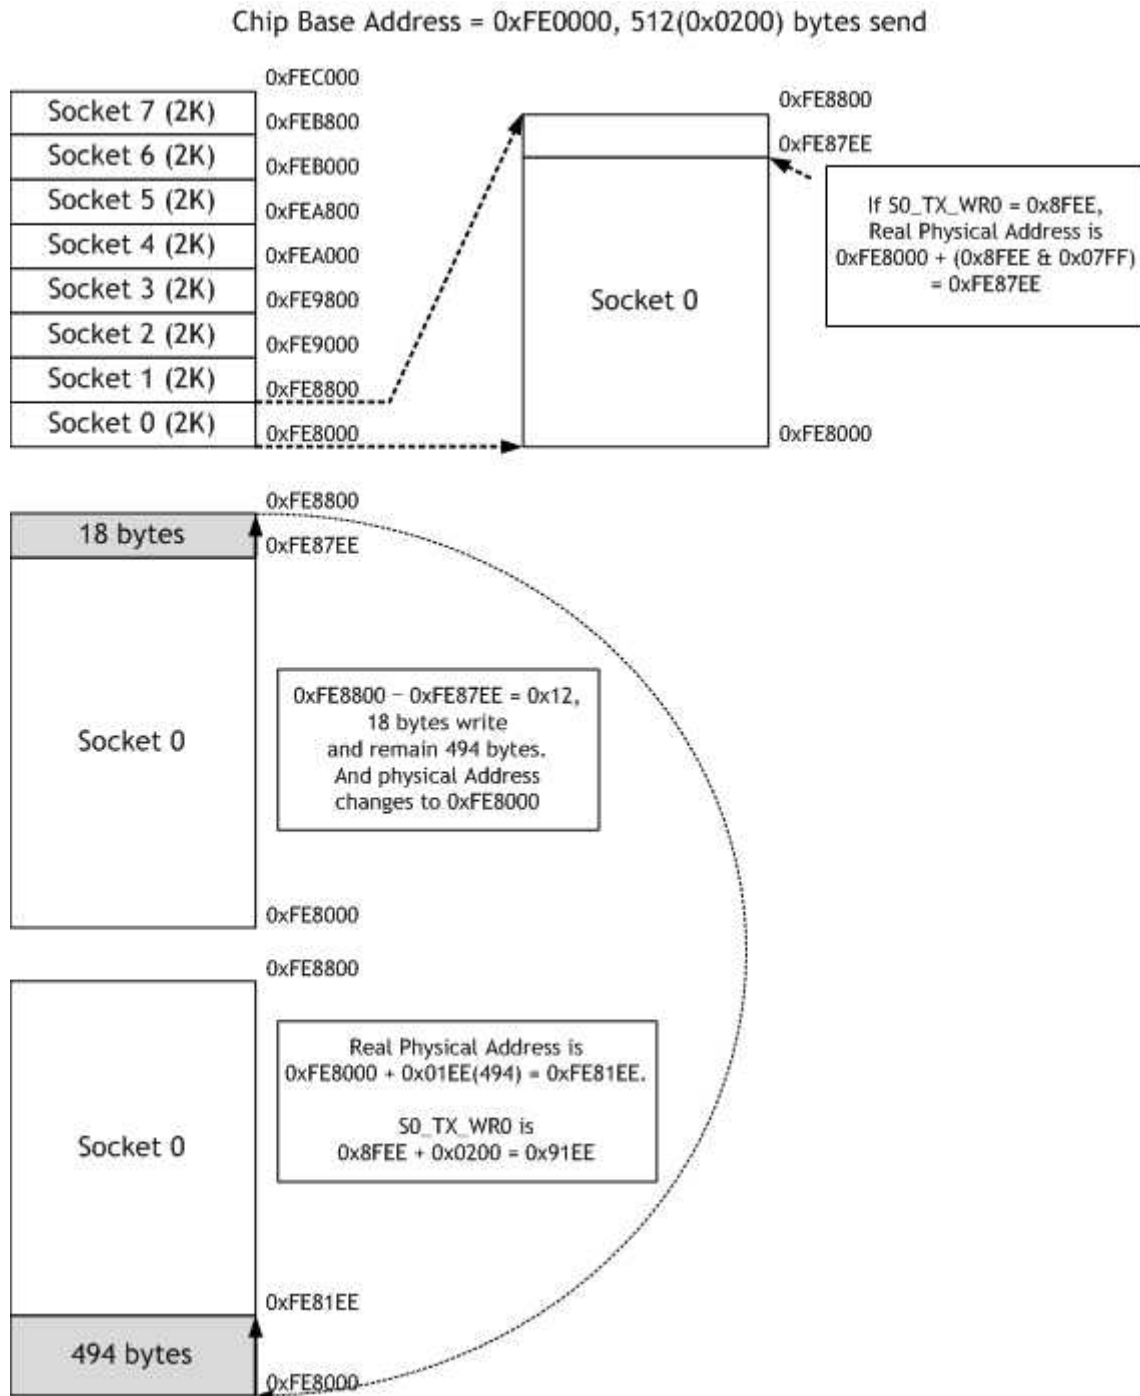 Chip Base Address = 0xFE0000, 512(0x0200) bytes send
0xFEC000
Socket 7 (2K)
0xFEB800
Socket 6 (2K)
0xFEB000
Socket 5 (2K)
0xFEA800
Socket 4 (2K)
0xFEA000
Socket 3 (2K)
0xFE9800
Socket 2 (2K)
0xFE9000
Socket 1 (2K)
0xFE8800
Socket 0 (2K)
0xFE8000
0xFE8800
0xFE87EE
Socket 0
0xFE8000
If S0_TX_WR0 = 0x8FEE,
Real Physical Address is
0xFE8000 + (0x8FEE & 0x07FF)
= 0xFE87EE
0xFE8800
18 bytes
0xFE87EE
Socket 0
0xFE8000
0xFE8800 – 0xFE87EE = 0x12,
18 bytes write
and remain 494 bytes.
And physical Address
changes to 0xFE8000
0xFE8800
Socket 0
Real Physical Address is
0xFE8000 + 0x01EE(494) = 0xFE81EE.
S0_TX_WR0 is
0x8FEE + 0x0200 = 0x91EE
0xFE81EE
494 bytes
0xFE8000